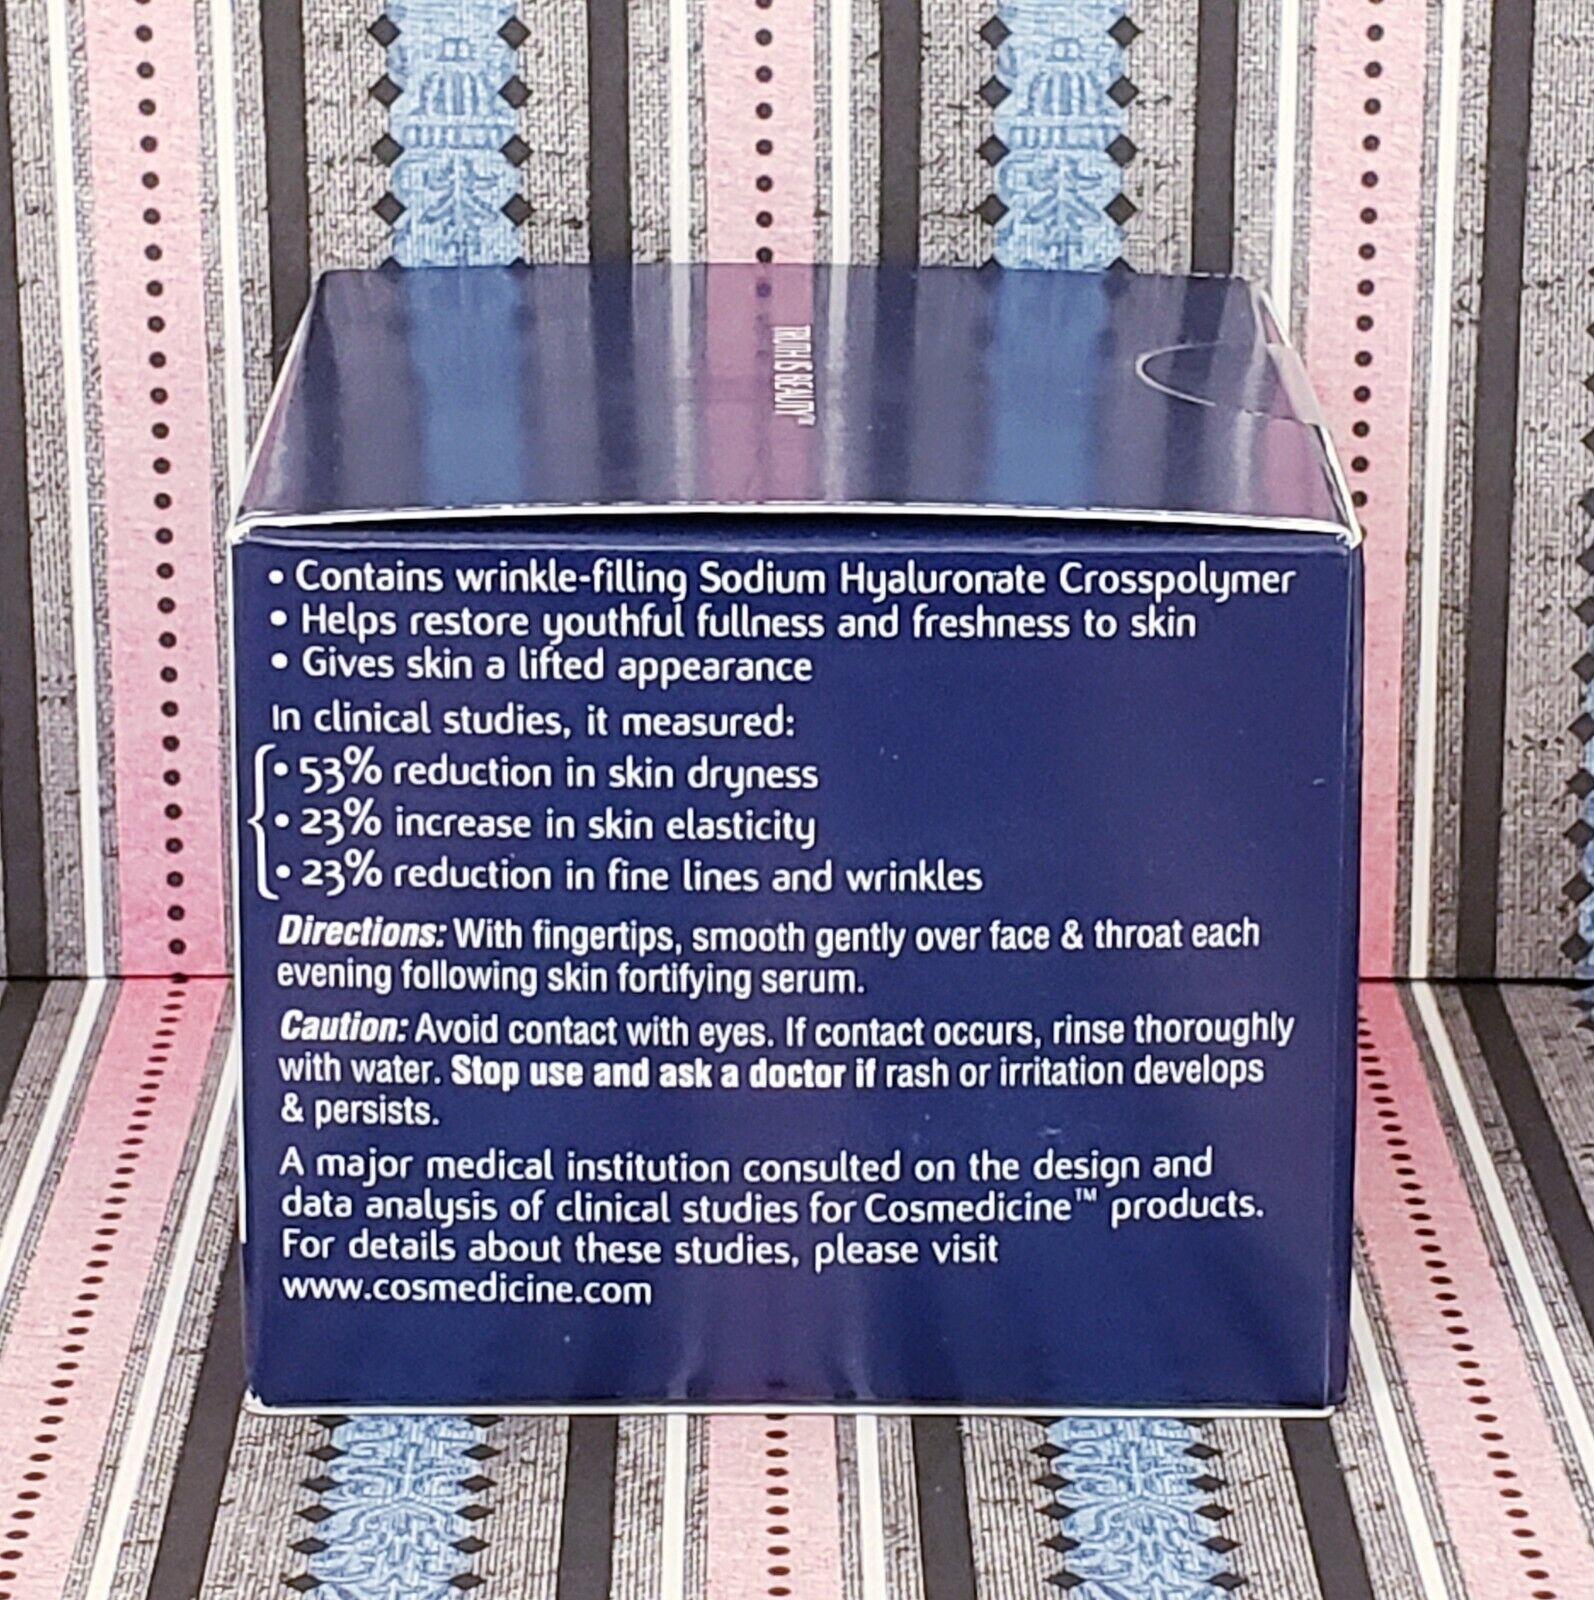 TRUTH IS BEAUTY
• Contains wrinkle-filling Sodium Hyaluronate Crosspolymer
• Helps restore youthful fullness and freshness to skin
• Gives skin a lifted appearance
In clinical studies, it measured:
• 53% reduction in skin dryness
• 23% increase in skin elasticity
• 23% reduction in fine lines and wrinkles
Directions: With fingertips, smooth gently over face & throat each
evening following skin fortifying serum.
Caution: Avoid contact with eyes. If contact occurs, rinse thoroughly
with water. Stop use and ask a doctor if rash or irritation develops
& persists.
A major medical institution consulted on the design and
data analysis of clinical studies for Cosmedicine™ products.
For details about these studies, please visit
www.cosmedicine.com